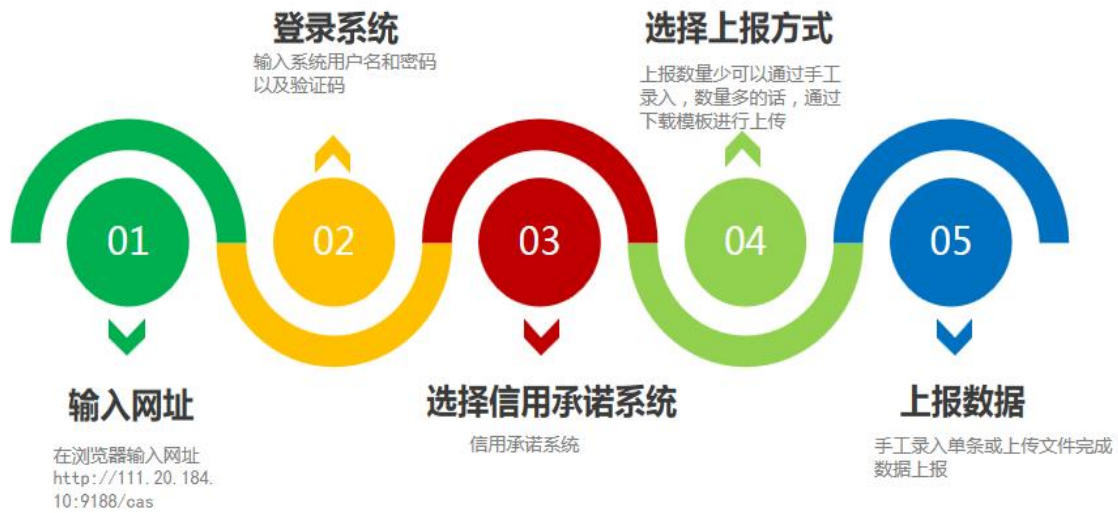 登录系统
输入系统用户名和密码
以及验证码
选择上报方式
上报数量少可以通过手工
录入，数量多的话，通过
下载模板进行上传
01
02
03
04
05
输入网址
在浏览器输入网址
http://111.20.184.
10:9188/cas
选择信用承诺系统
信用承诺系统
上报数据
手工录入单条或上传文件完成
数据上报